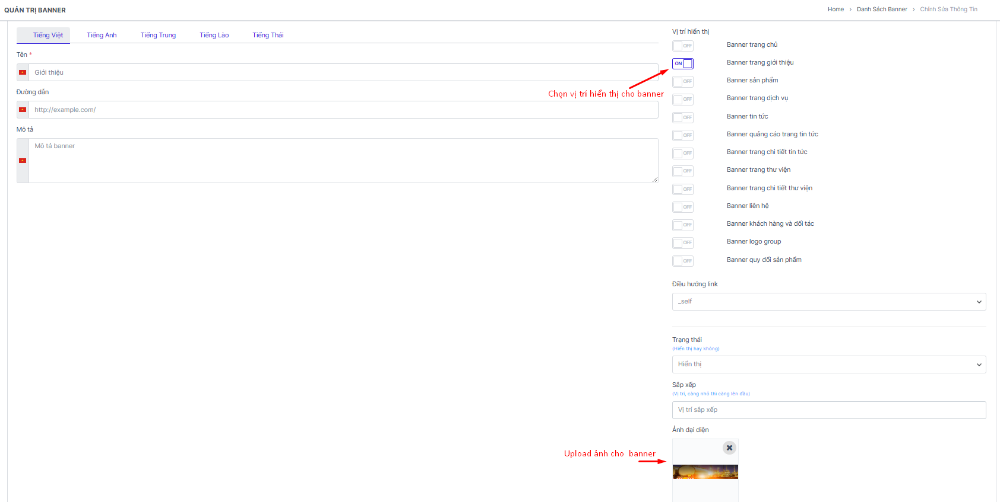 QUẢN TRỊ BANNER
Home › Danh Sách Banner › Chỉnh Sửa Thông Tin
Tiếng Việt Tiếng Anh Tiếng Trung Tiếng Lào Tiếng Thái
Tên *
Giới thiệu
Đường dẫn
http://example.com/
Mô tả
Mô tả banner
Vị trí hiển thị
OFF Banner trang chủ
ON Banner trang giới thiệu
Chọn vị trí hiển thị cho banner
OFF Banner sản phẩm
OFF Banner trang dịch vụ
OFF Banner tin tức
OFF Banner quảng cáo trang tin tức
OFF Banner trang chi tiết tin tức
OFF Banner trang thư viện
OFF Banner trang chi tiết thư viện
OFF Banner liên hệ
OFF Banner khách hàng và đối tác
OFF Banner logo group
OFF Banner quy đổi sản phẩm
Điều hướng link
_self
Trạng thái
(Hiển thị hay không)
Hiển thị
Sắp xếp
(Vị trí, càng nhỏ thì càng lên đầu)
Vị trí sắp xếp
Ảnh đại diện
Upload ảnh cho banner